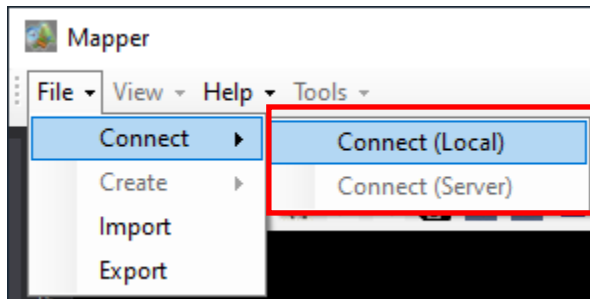 Mapper
File View Help Tools
Connect
Connect (Local)
Create
Connect (Server)
Import
Export